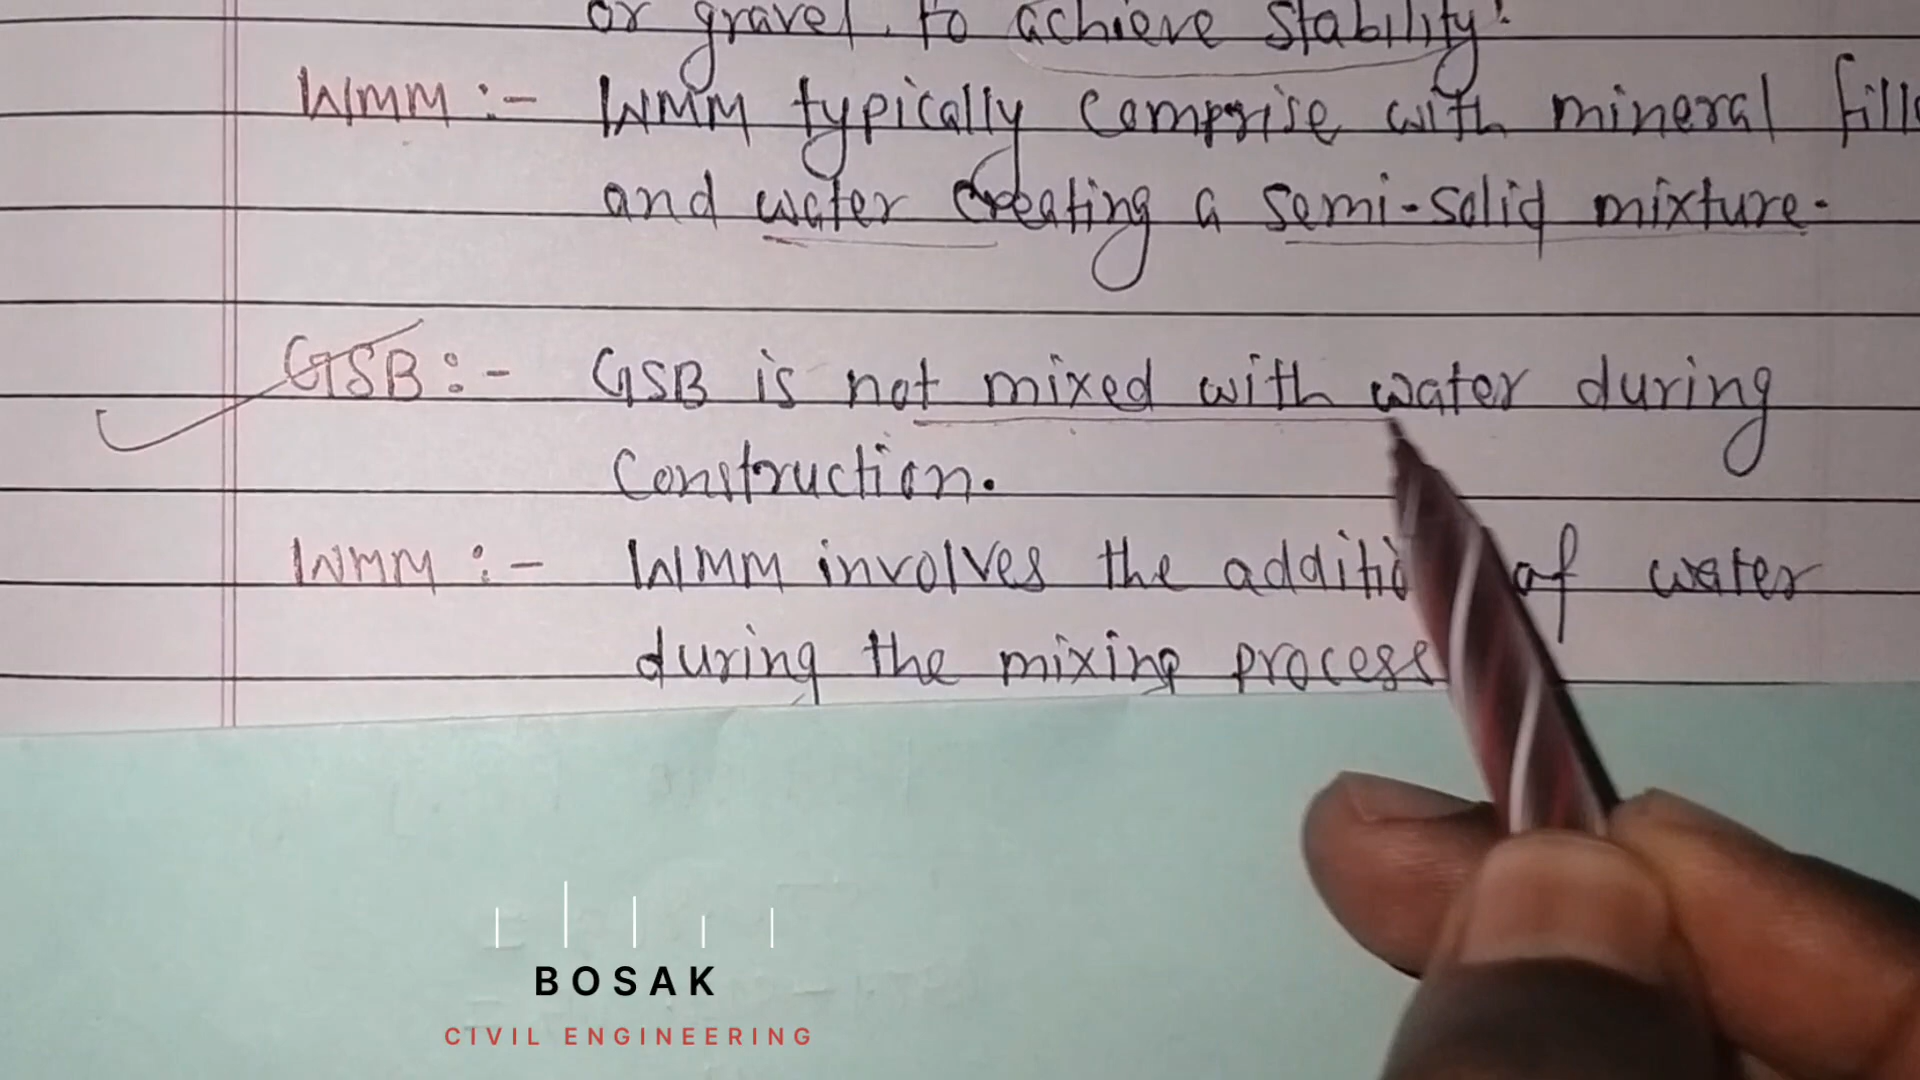 or gravel, to achieve stability.
WMM :- WMM typically comprise with mineral
and water creating a semi-solid mixture.
GSB :- GSB is not mixed with water during
Construction.
WMM :- WMM involves the addition of water
during the mixing process
BOSAK
CIVIL ENGINEERING